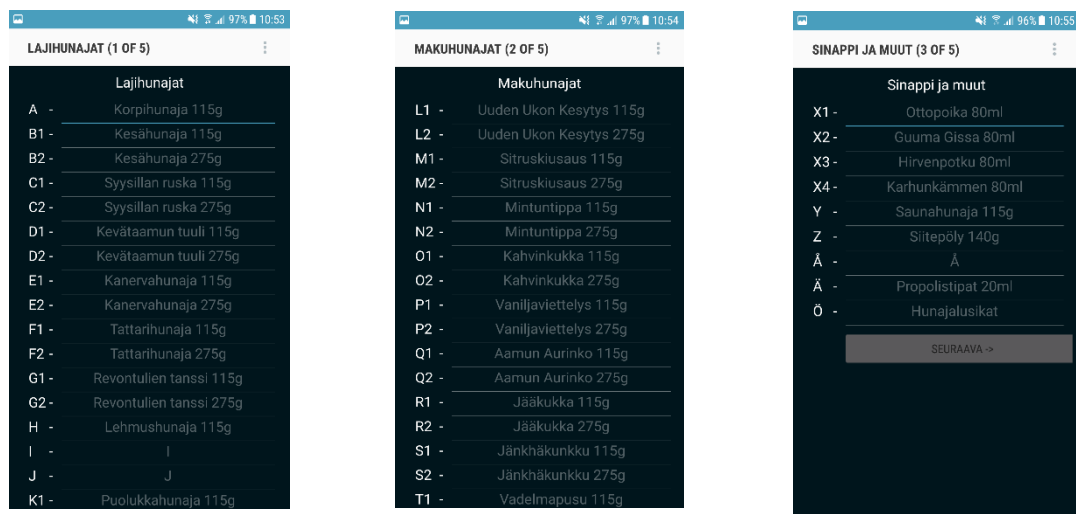 97% 10:53
LAJIHUNAJAT (1 OF 5)
Lajihunajat
A - Korpihunaja 115g
B1 - Kesähunaja 115g
B2 - Kesähunaja 275g
C1 - Syysillan ruska 115g
C2 - Syysillan ruska 275g
D1 - Kevätaamun tuuli 115g
D2 - Kevätaamun tuuli 275g
E1 - Kanervahunaja 115g
E2 - Kanervahunaja 275g
F1 - Tattarihunaja 115g
F2 - Tattarihunaja 275g
G1 - Revontulien tanssi 115g
G2 - Revontulien tanssi 275g
H - Lehmushunaja 115g
I - I
J - J
K1 - Puolukkahunaja 115g
97% 10:54
MAKUHUNAJAT (2 OF 5)
Makuhunajat
L1 - Uuden Ukon Kesytys 115g
L2 - Uuden Ukon Kesytys 275g
M1 - Sitruskiusaus 115g
M2 - Sitruskiusaus 275g
N1 - Mintuntippa 115g
N2 - Mintuntippa 275g
O1 - Kahvinkukka 115g
O2 - Kahvinkukka 275g
P1 - Vaniljaviettelys 115g
P2 - Vaniljaviettelys 275g
Q1 - Aamun Aurinko 115g
Q2 - Aamun Aurinko 275g
R1 - Jääkukka 115g
R2 - Jääkukka 275g
S1 - Jänkhäkunkku 115g
S2 - Jänkhäkunkku 275g
T1 - Vadelmapusu 115g
96% 10:55
SINAPPI JA MUUT (3 OF 5)
Sinappi ja muut
X1 - Ottopoika 80ml
X2 - Guuma Gissa 80ml
X3 - Hirvenpotku 80ml
X4 - Karhunkämmen 80ml
Y - Saunahunaja 115g
Z - Siitepöly 140g
Å - Å
Ä - Propolistipat 20ml
Ö - Hunajalusikat
SEURAAVA ->